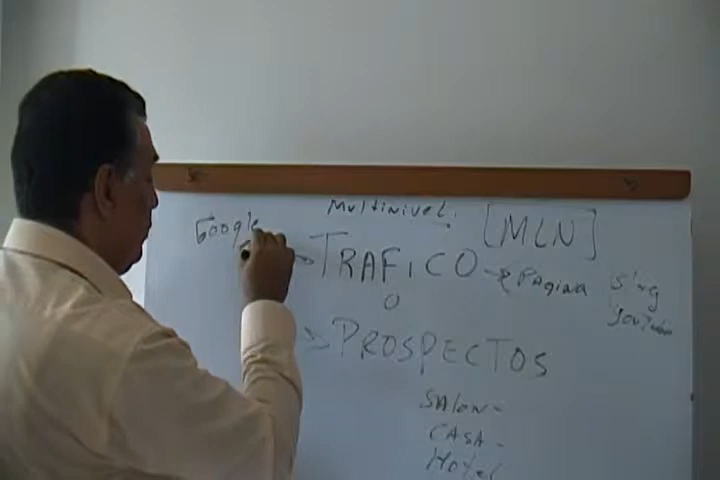 Multinivel. [MLN]
Google
TRAFICO Pagina
O
PROSPECTOS
SALON-
CASA-
Hotel